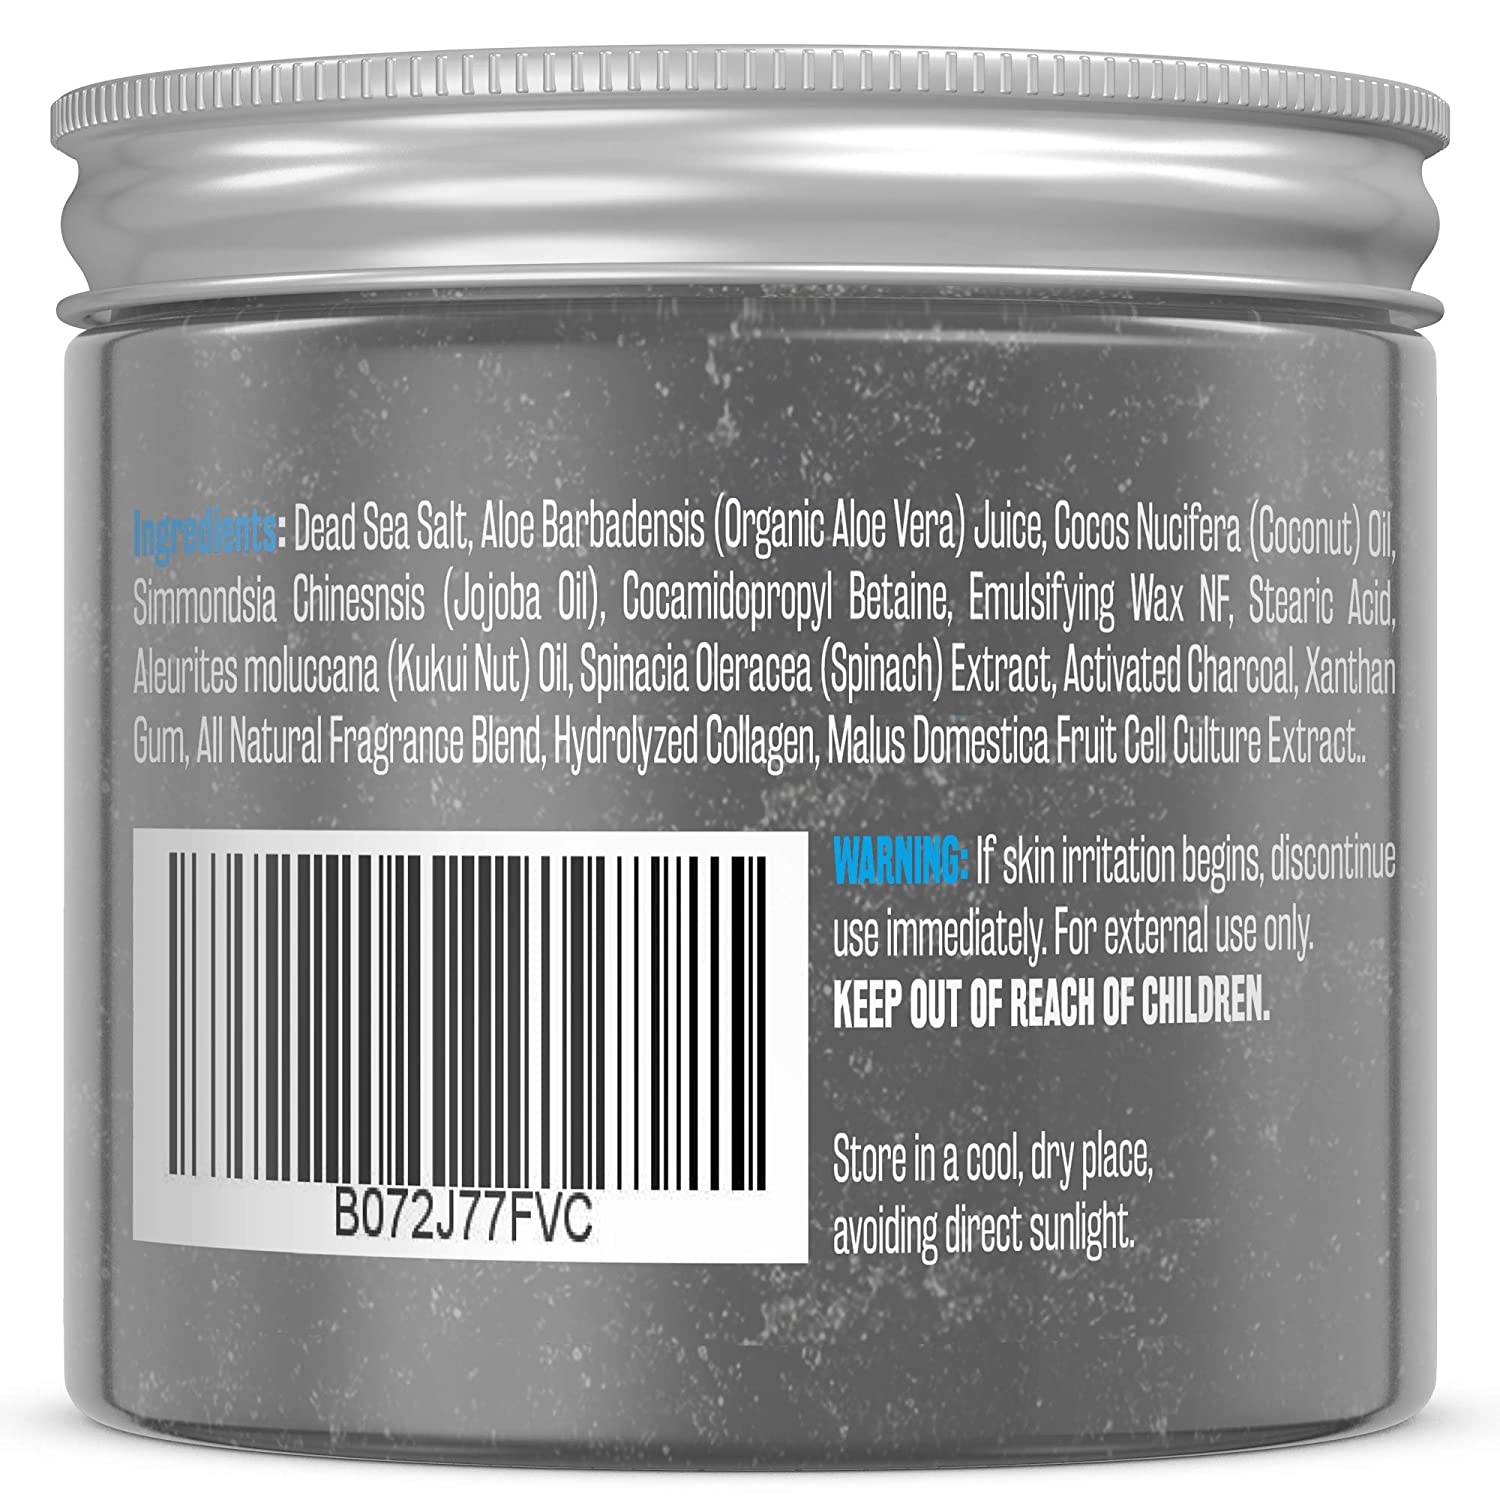 Ingredients: Dead Sea Salt, Aloe Barbadensis (Organic Aloe Vera) Juice, Cocos Nucifera (Coconut) Oil,
Simmondsia Chinesnsis (Jojoba Oil), Cocamidopropyl Betaine, Emulsifying Wax NF, Stearic Acid,
Aleurites moluccana (Kukui Nut) Oil, Spinacia Oleracea (Spinach) Extract, Activated Charcoal, Xanthan
Gum, All Natural Fragrance Blend, Hydrolyzed Collagen, Malus Domestica Fruit Cell Culture Extract..
WARNING: If skin irritation begins, discontinue
use immediately. For external use only.
KEEP OUT OF REACH OF CHILDREN.
Store in a cool, dry place,
avoiding direct sunlight.
B072J77FVC